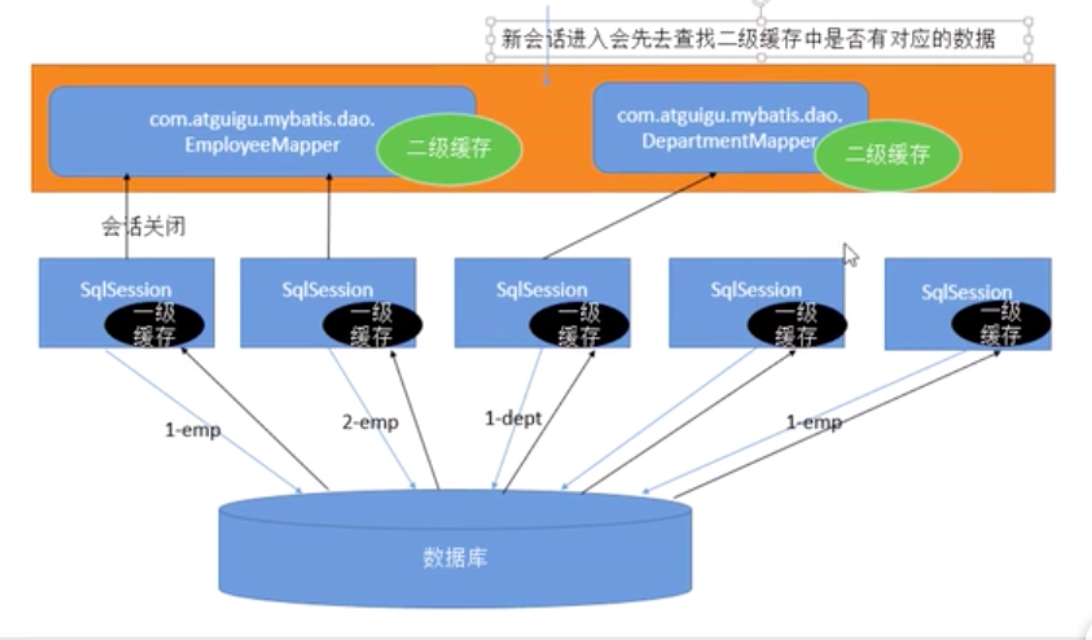 新会话进入会先去查找二级缓存中是否有对应的数据
com.atguigu.mybatis.dao.
EmployeeMapper
二级缓存
com.atguigu.mybatis.dao.
DepartmentMapper
二级缓存
会话关闭
SqlSession
一级
缓存
SqlSession
一级
缓存
SqlSession
一级
缓存
SqlSession
一级
缓存
SqlSession
一级
缓存
1-emp
2-emp
1-dept
1-emp
数据库